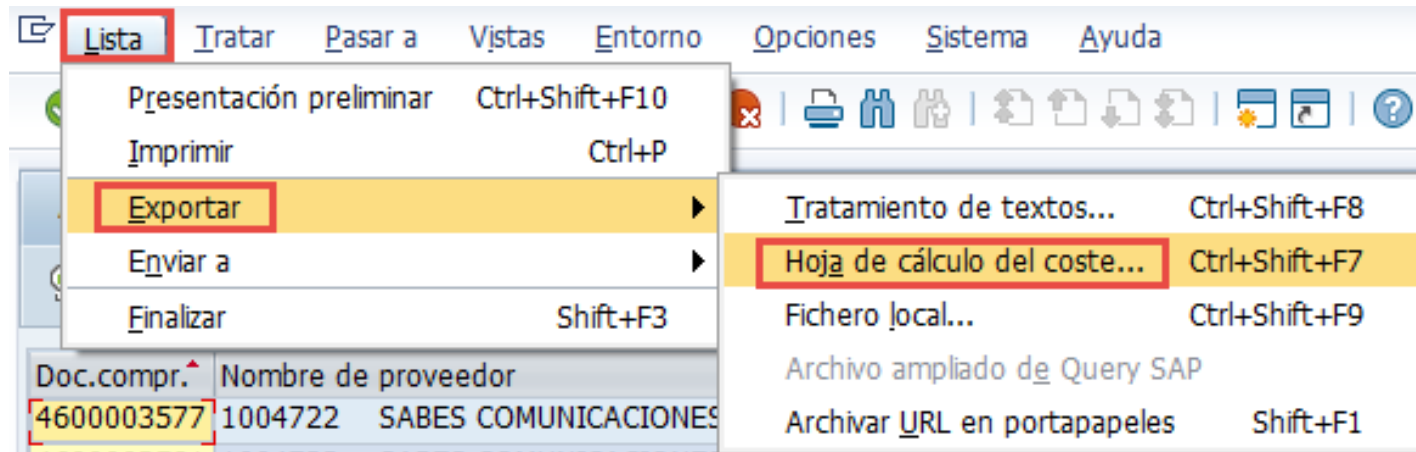 Lista Tratar Pasar a Vistas Entorno Opciones Sistema Ayuda
Presentación preliminar Ctrl+Shift+F10
Imprimir Ctrl+P
Exportar
Enviar a
Finalizar Shift+F3
Tratamiento de textos... Ctrl+Shift+F8
Hoja de cálculo del coste... Ctrl+Shift+F7
Fichero local... Ctrl+Shift+F9
Archivo ampliado de Query SAP
Archivar URL en portapapeles Shift+F1
Doc.compr. Nombre de proveedor
4600003577 1004722 SABES COMUNICACIONES